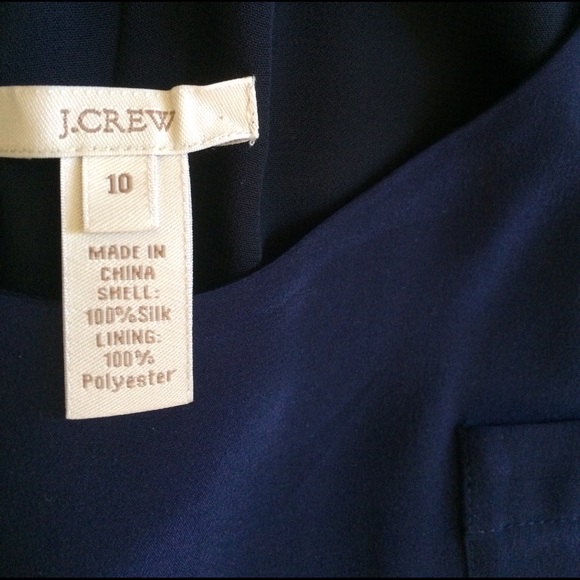 J.CREW
10
MADE IN
CHINA
SHELL:
100%Silk
LINING:
100%
Polyester